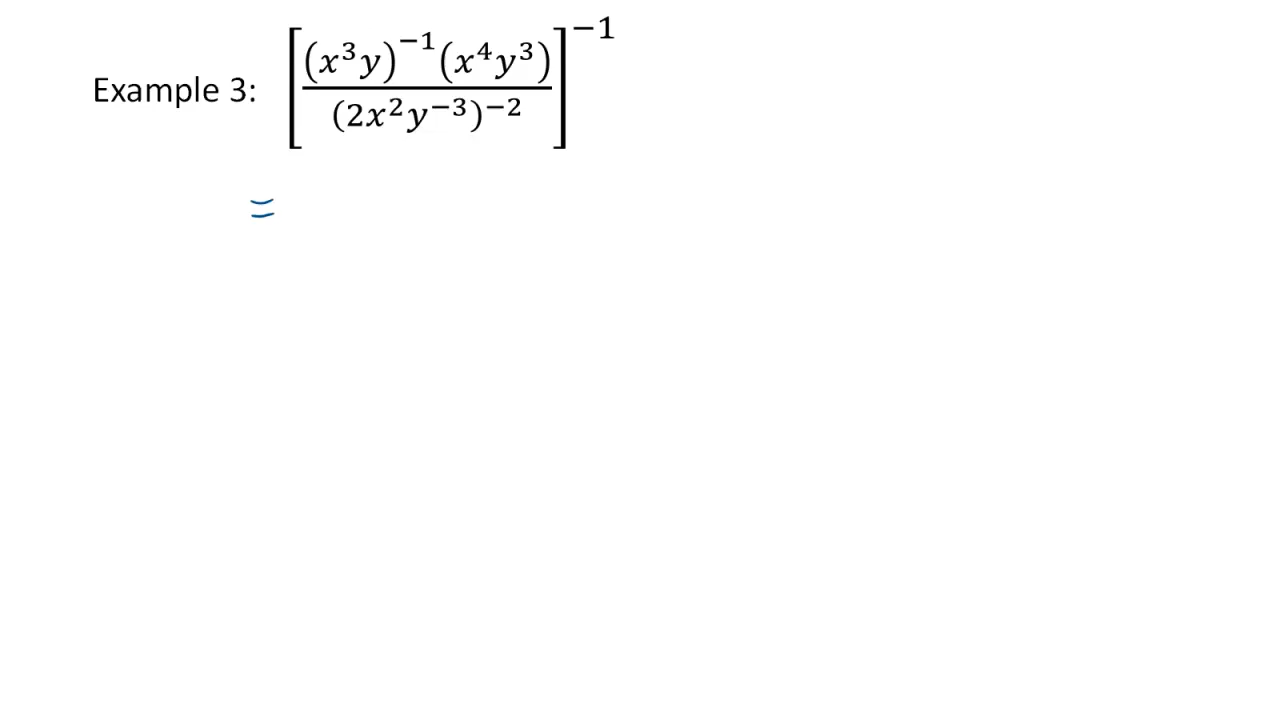 Example 3: [((x³y)⁻¹(x⁴y³))/((2x²y⁻³)⁻²)]⁻¹
=